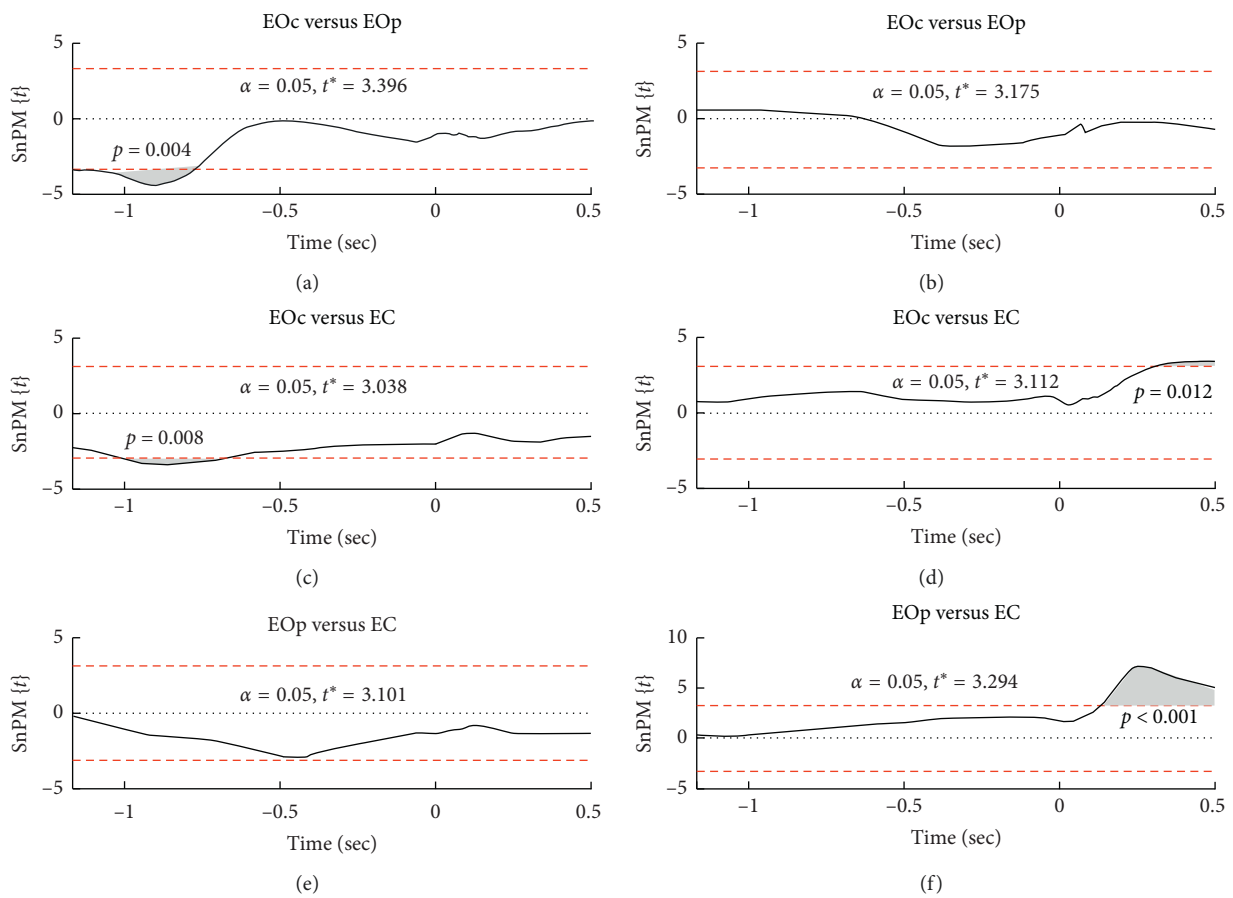 EOc versus EOp
5
0
−5
SnPM {t}
α = 0.05, t* = 3.396
p = 0.004
−1
−0.5
0
0.5
Time (sec)
(a)
EOc versus EOp
5
0
−5
SnPM {t}
α = 0.05, t* = 3.175
−1
−0.5
0
0.5
Time (sec)
(b)
EOc versus EC
5
0
−5
SnPM {t}
α = 0.05, t* = 3.038
p = 0.008
−1
−0.5
0
0.5
Time (sec)
(c)
EOc versus EC
5
0
−5
SnPM {t}
α = 0.05, t* = 3.112
p = 0.012
−1
−0.5
0
0.5
Time (sec)
(d)
EOp versus EC
5
0
−5
SnPM {t}
α = 0.05, t* = 3.101
−1
−0.5
0
0.5
Time (sec)
(e)
EOp versus EC
10
5
0
−5
SnPM {t}
α = 0.05, t* = 3.294
p < 0.001
−1
−0.5
0
0.5
Time (sec)
(f)